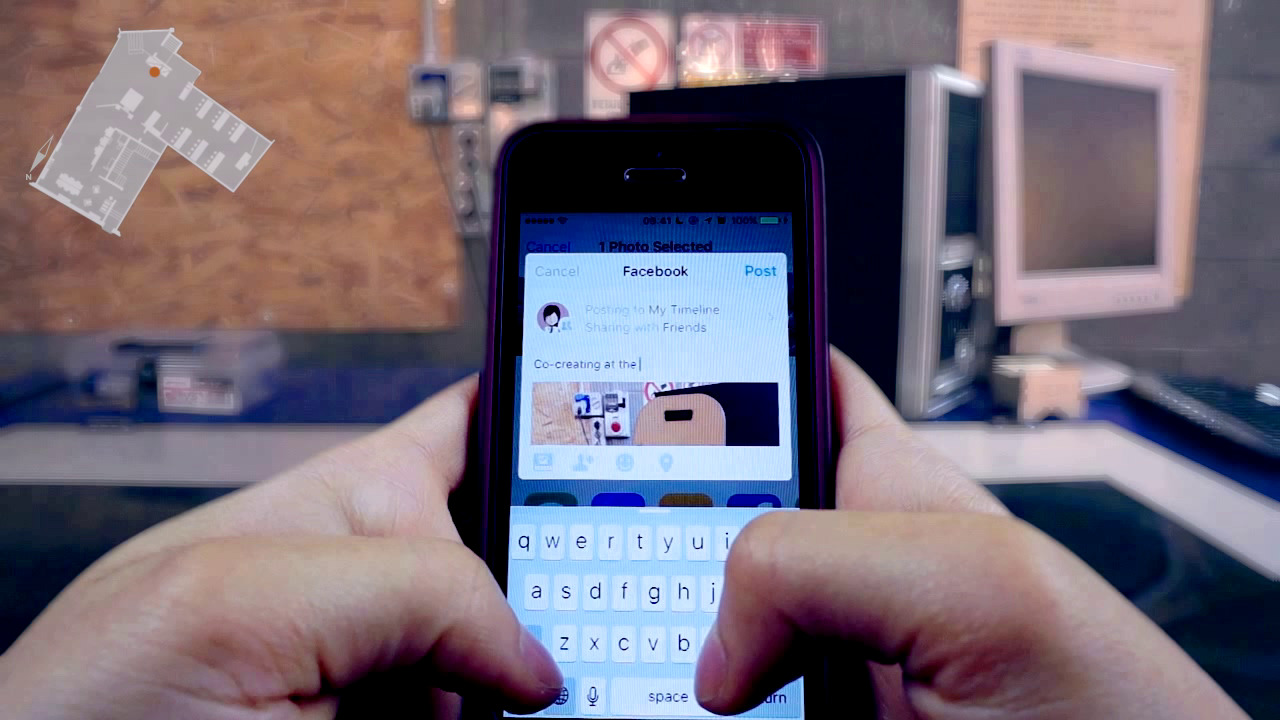 N
09:41 100%
Cancel 1 Photo Selected
Cancel Facebook Post
Posting to My Timeline
Sharing with Friends
Co-creating at the
q w e r t y u i
a s d f g h j
z x c v b
space